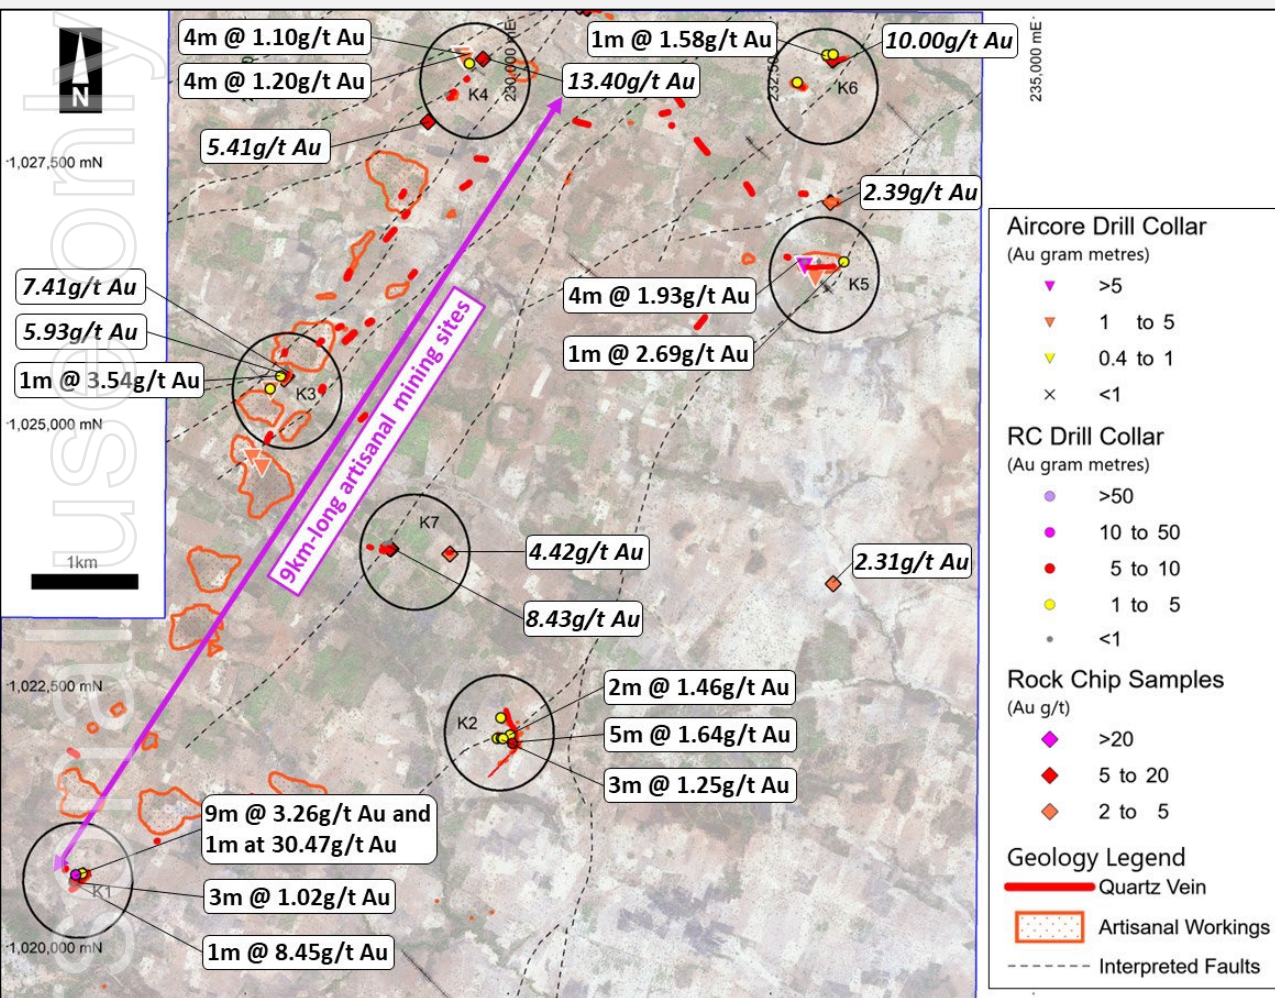 For personal use only
N
4m @ 1.10g/t Au
4m @ 1.20g/t Au
5.41g/t Au
13.40g/t Au
K4
230,000 mE
1m @ 1.58g/t Au
10.00g/t Au
K6
235,000 mE
1,027,500 mN
2.39g/t Au
7.41g/t Au
5.93g/t Au
1m @ 3.54g/t Au
K3
4m @ 1.93g/t Au
1m @ 2.69g/t Au
K5
1,025,000 mN
9km-long artisanal mining sites
K7
4.42g/t Au
8.43g/t Au
2.31g/t Au
1km
1,022,500 mN
K2
2m @ 1.46g/t Au
5m @ 1.64g/t Au
3m @ 1.25g/t Au
9m @ 3.26g/t Au and
1m at 30.47g/t Au
K1
3m @ 1.02g/t Au
1m @ 8.45g/t Au
1,020,000 mN
Aircore Drill Collar
(Au gram metres)
>5
1 to 5
0.4 to 1
<1
RC Drill Collar
(Au gram metres)
>50
10 to 50
5 to 10
1 to 5
<1
Rock Chip Samples
(Au g/t)
>20
5 to 20
2 to 5
Geology Legend
Quartz Vein
Artisanal Workings
Interpreted Faults